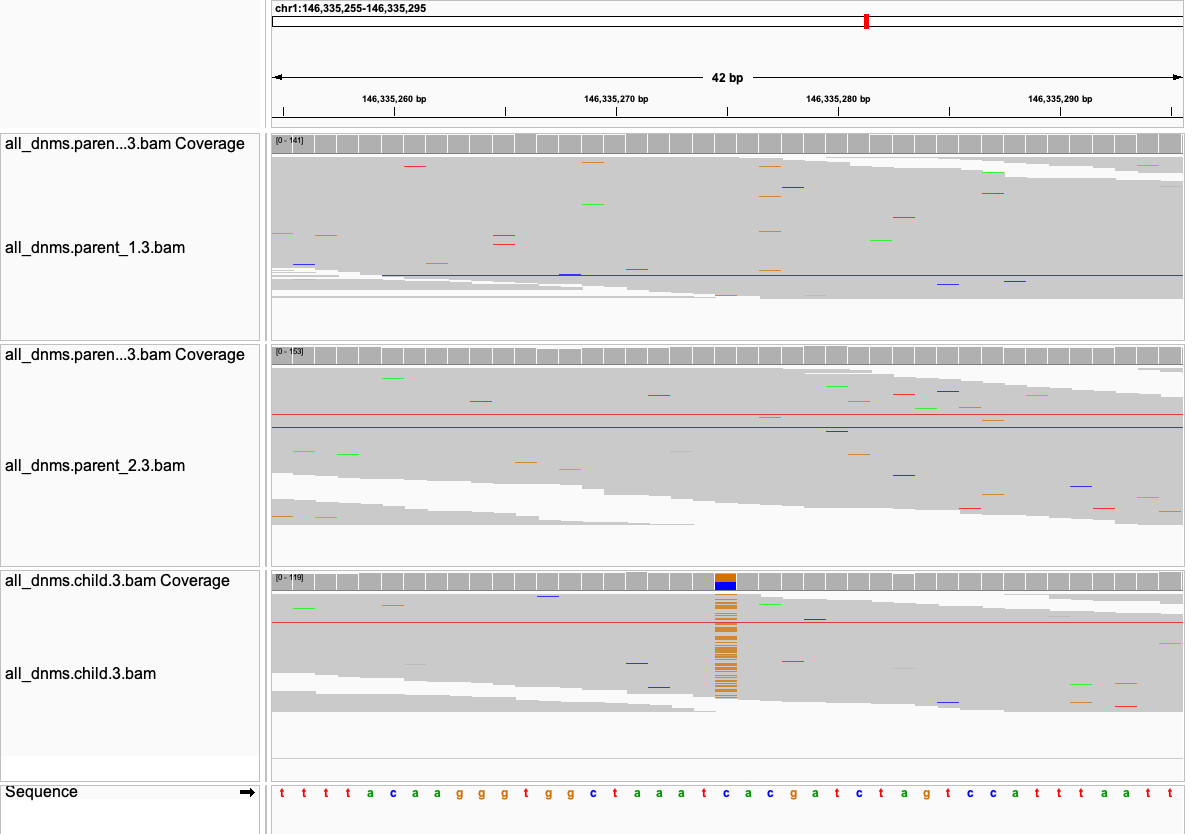 chr1:146,335,255-146,335,295
42 bp
146,335,260 bp 146,335,270 bp 146,335,280 bp 146,335,290 bp
all_dnms.paren...3.bam Coverage
[0 - 141]
all_dnms.parent_1.3.bam
all_dnms.paren...3.bam Coverage
[0 - 153]
all_dnms.parent_2.3.bam
all_dnms.child.3.bam Coverage
[0 - 119]
all_dnms.child.3.bam
Sequence
t t t t a c a a g g g t g g c t a a a t c a c g a t c t a g t c c a t t t a a t t